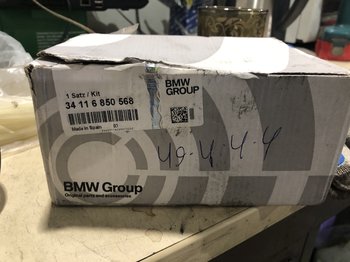 1 Satz / Kit
34 11 6 850 568
Made in Spain
BMW
GROUP
49.4.4.4
BMW Group
Original parts and accessories